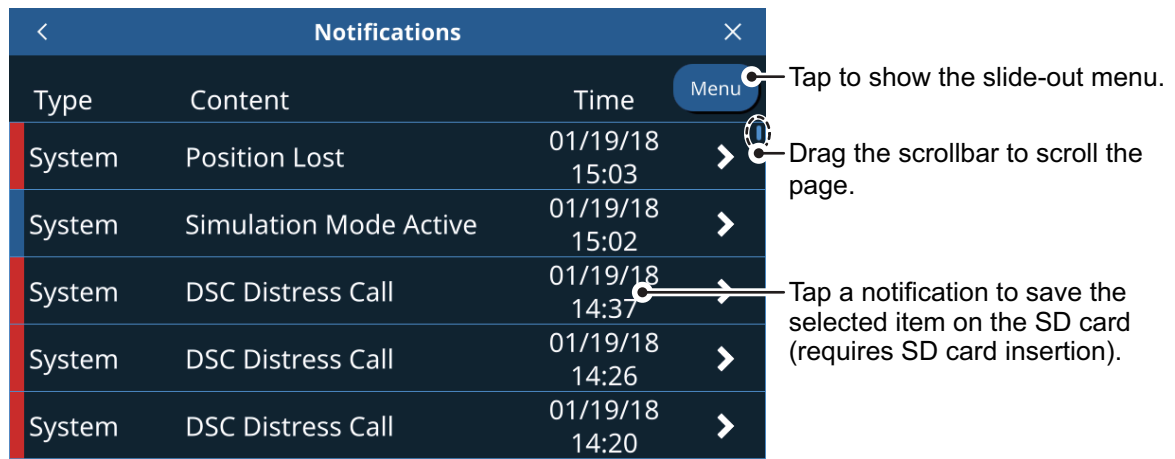 Notifications
Type Content Time Menu
Tap to show the slide-out menu.
System Position Lost 01/19/18 15:03
Drag the scrollbar to scroll the
page.
System Simulation Mode Active 01/19/18 15:02
System DSC Distress Call 01/19/18 14:37
Tap a notification to save the
selected item on the SD card
(requires SD card insertion).
System DSC Distress Call 01/19/18 14:26
System DSC Distress Call 01/19/18 14:20